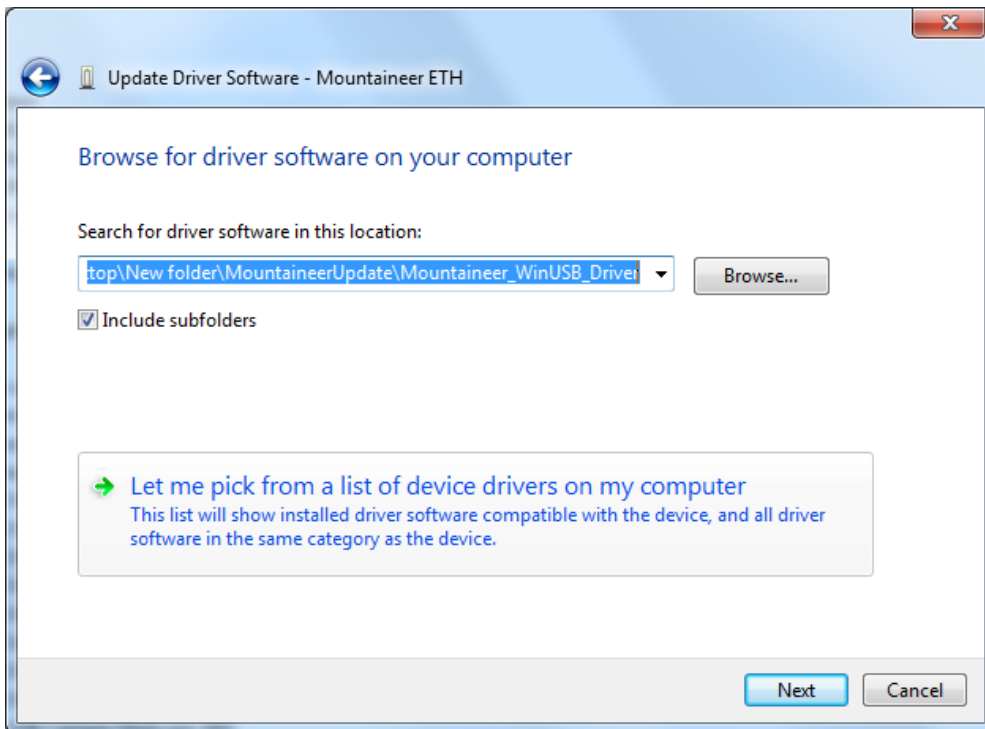 Update Driver Software - Mountaineer ETH
Browse for driver software on your computer
Search for driver software in this location:
top\New folder\MountaineerUpdate\Mountaineer_WinUSB_Driver
Browse...
Include subfolders
Let me pick from a list of device drivers on my computer
This list will show installed driver software compatible with the device, and all driver
software in the same category as the device.
Next
Cancel